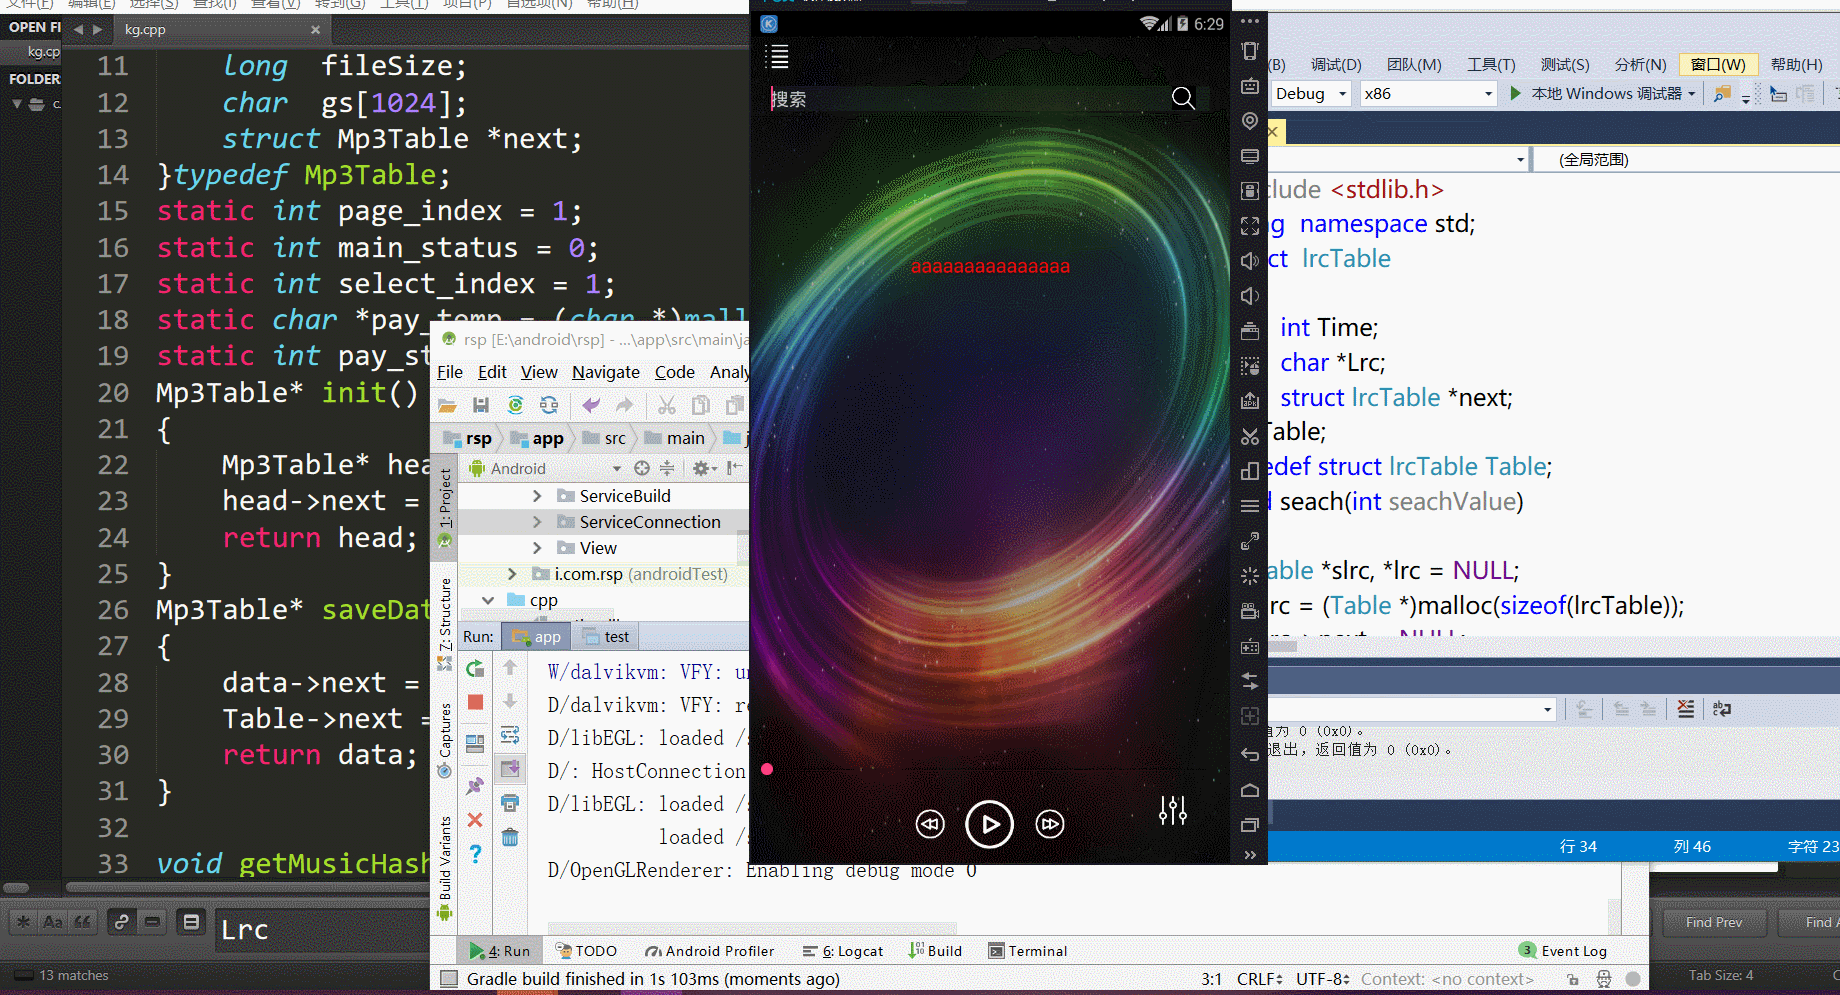 文件(F) 编辑(E) 选择(S) 查找(I) 查看(V) 转到(G) 工具(T) 项目(P) 首选项(N) 帮助(H)
OPEN FI
kg.cpp
kg.cp
FOLDERS
11 long fileSize;
12 char gs[1024];
13 struct Mp3Table *next;
14 }typedef Mp3Table;
15 static int page_index = 1;
16 static int main_status = 0;
17 static int select_index = 1;
18 static char *pay_temp = (char *)mall
19 static int pay_st
20 Mp3Table* init()
21 {
22 Mp3Table* hea
23 head->next =
24 return head;
25 }
26 Mp3Table* saveDat
27 {
28 data->next =
29 Table->next =
30 return data;
31 }
32
33 void getMusicHash
Aa
Lrc
13 matches
rsp [E:\android\rsp] - ...\app\src\main\ja
File Edit View Navigate Code Analy
rsp app src main j
Android
1: Project
ServiceBuild
ServiceConnection
View
i.com.rsp (androidTest)
cpp
Z: Structure
Run: app test
Captures
Build Variants
W/dalvikvm: VFY: u
D/dalvikvm: VFY: re
D/libEGL: loaded /s
D/: HostConnection
D/libEGL: loaded /s
loaded /s
D/OpenGLRenderer: Enabling debug mode 0
4: Run TODO Android Profiler 6: Logcat Build Terminal 3 Event Log
Gradle build finished in 1s 103ms (moments ago) 3:1 CRLF UTF-8 Context: <no context>
K
6:29
搜索
aaaaaaaaaaaaaaa
(B) 调试(D) 团队(M) 工具(T) 测试(S) 分析(N) 窗口(W) 帮助(H)
Debug x86 本地 Windows 调试器
(全局范围)
clude <stdlib.h>
ng namespace std;
ct lrcTable
int Time;
char *Lrc;
struct lrcTable *next;
Table;
edef struct lrcTable Table;
d seach(int seachValue)
able *slrc, *lrc = NULL;
rc = (Table *)malloc(sizeof(lrcTable));
值为 0 (0x0)。
退出，返回值为 0 (0x0)。
行 34 列 46 字符 23
Find Prev Find A
Tab Size: 4 C